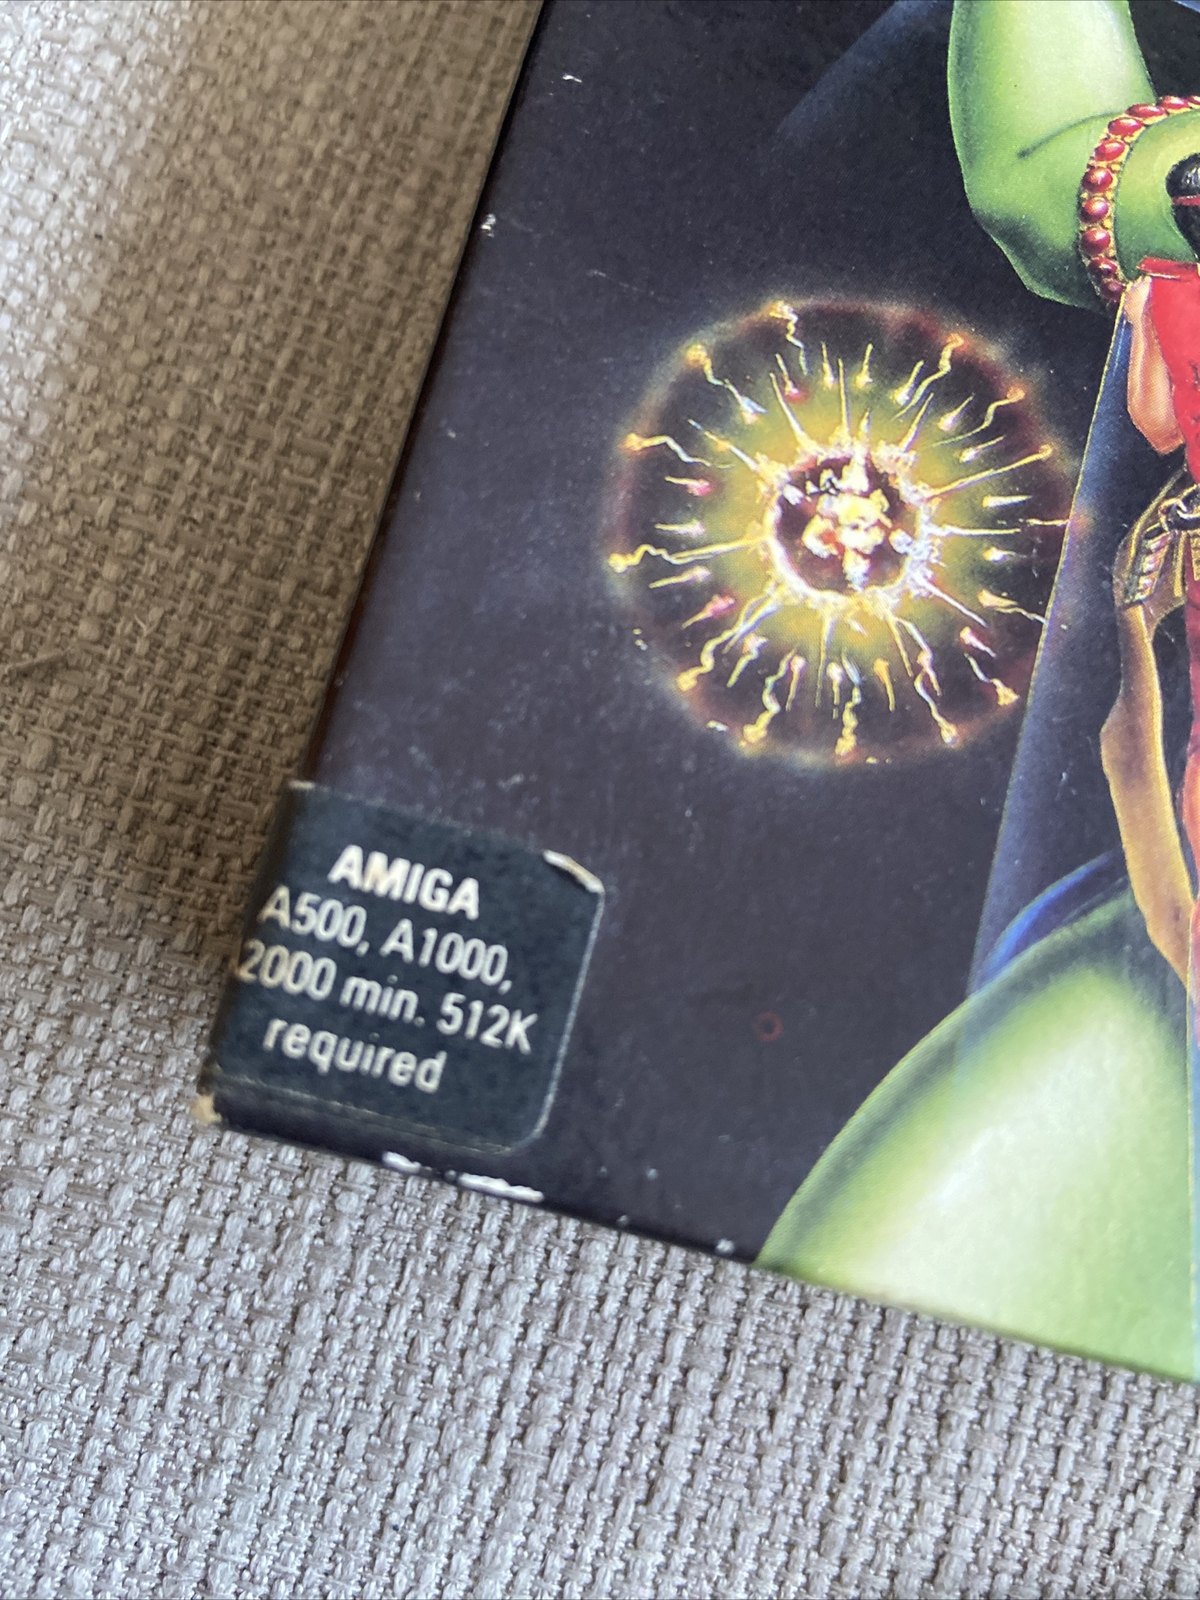 AMIGA
A500, A1000,
2000 min. 512K
required